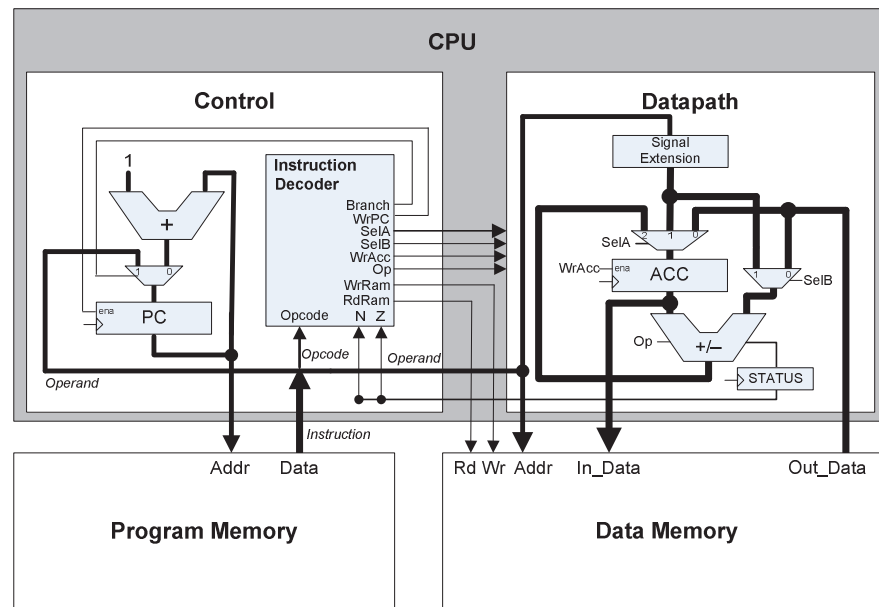 CPU
Control
1
+
1 0
ena
PC
Operand
Instruction
Decoder
Branch
WrPC
SelA
SelB
WrAcc
Op
WrRam
RdRam
Opcode N Z
Opcode
Operand
Instruction
Datapath
Signal
Extension
2 1 0
SelA
WrAcc
ena
ACC
1 0
SelB
Op
+/–
STATUS
Addr Data
Program Memory
Rd Wr Addr In_Data Out_Data
Data Memory